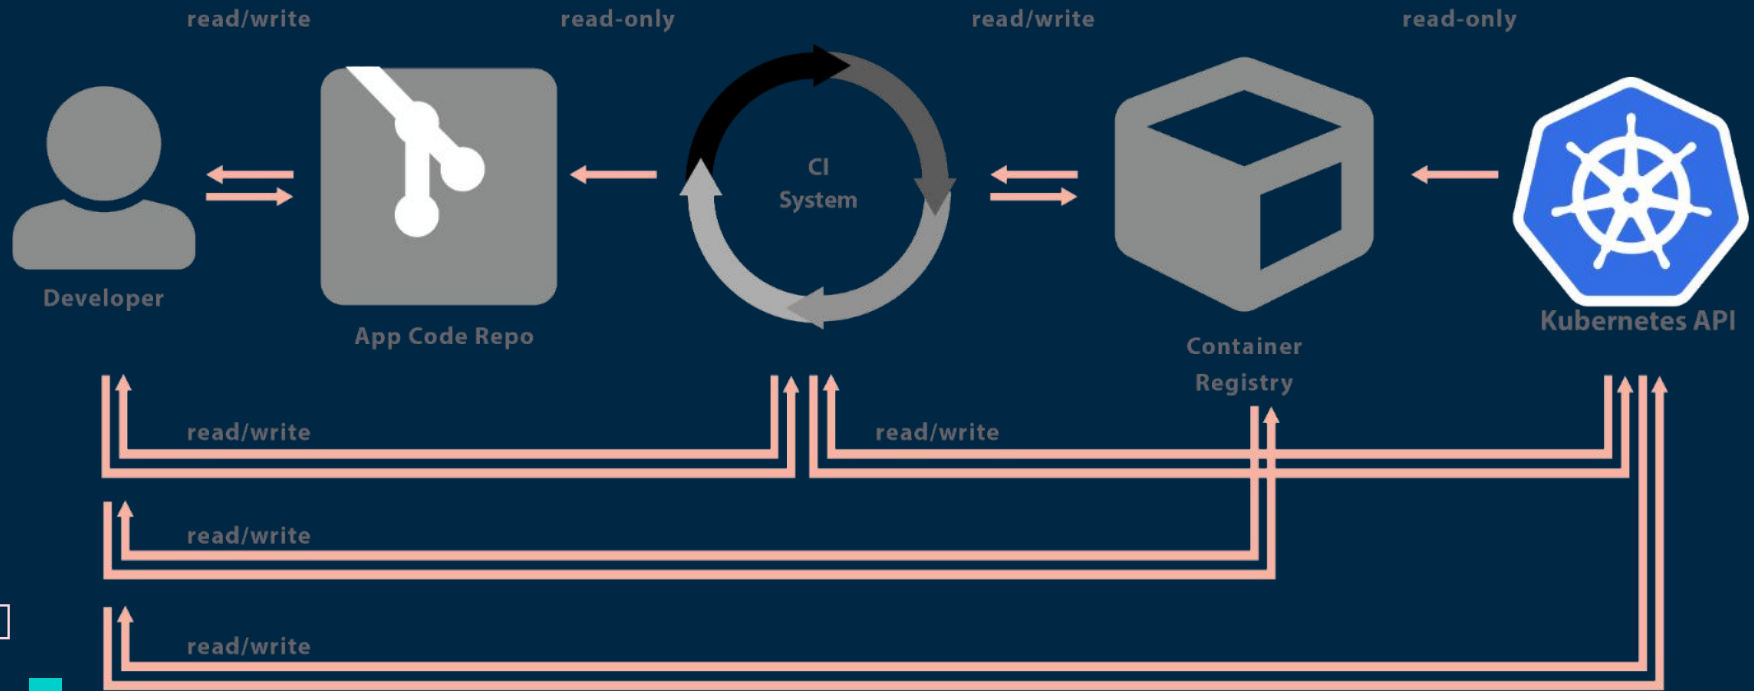 read/write
read-only
read/write
read-only
CI
System
Developer
App Code Repo
Container
Registry
Kubernetes API
read/write
read/write
read/write
read/write